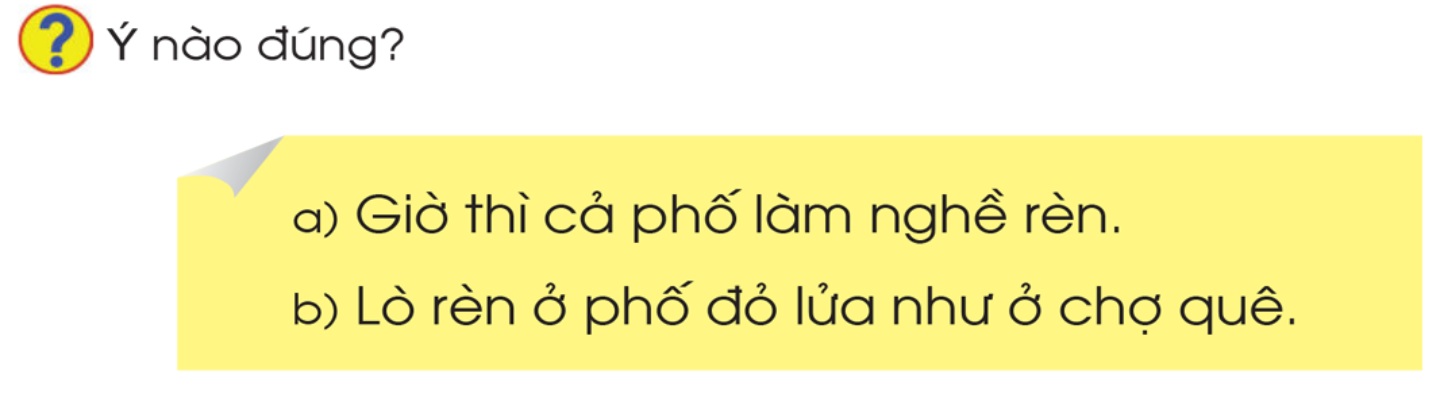 ? Ý nào đúng?
a) Giờ thì cả phố làm nghề rèn.
b) Lò rèn ở phố đỏ lửa như ở chợ quê.